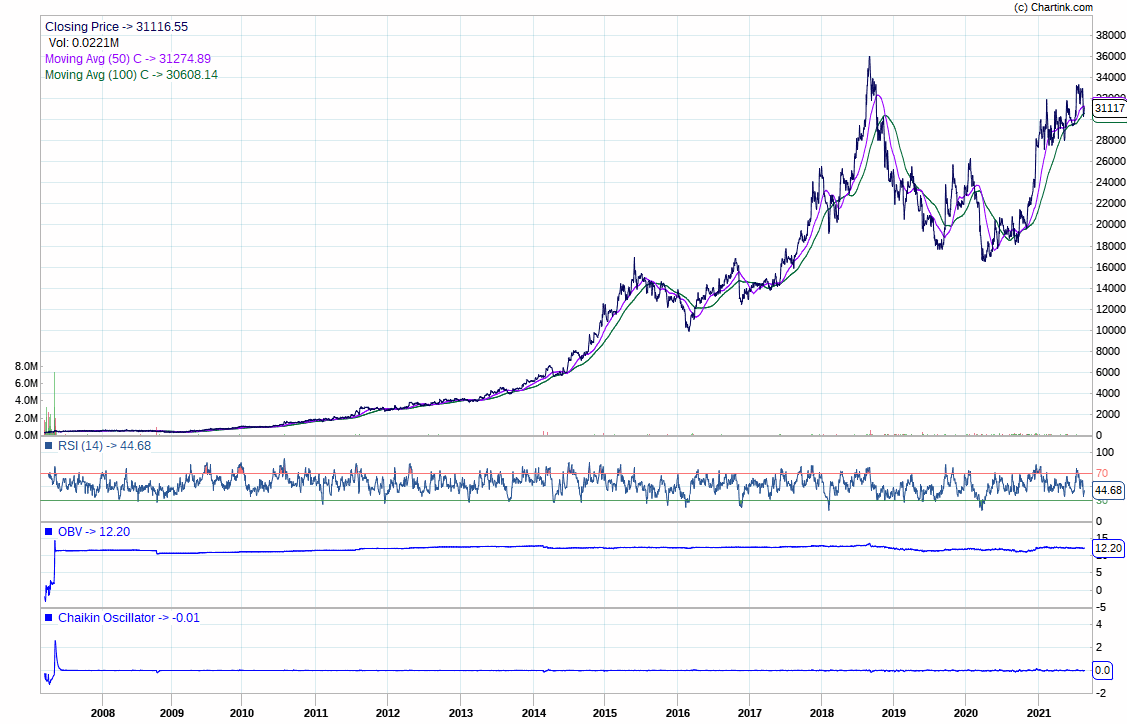 (c) Chartink.com
Closing Price -> 31116.55
Vol: 0.0221M
Moving Avg (50) C -> 31274.89
Moving Avg (100) C -> 30608.14
38000
36000
34000
31117
28000
26000
24000
22000
20000
18000
16000
14000
12000
10000
8000
6000
4000
2000
0
8.0M
6.0M
4.0M
2.0M
0.0M
RSI (14) -> 44.68
100
70
44.68
0
OBV -> 12.20
15
12.20
5
0
-5
Chaikin Oscillator -> -0.01
4
2
0.0
-2
2008 2009 2010 2011 2012 2013 2014 2015 2016 2017 2018 2019 2020 2021